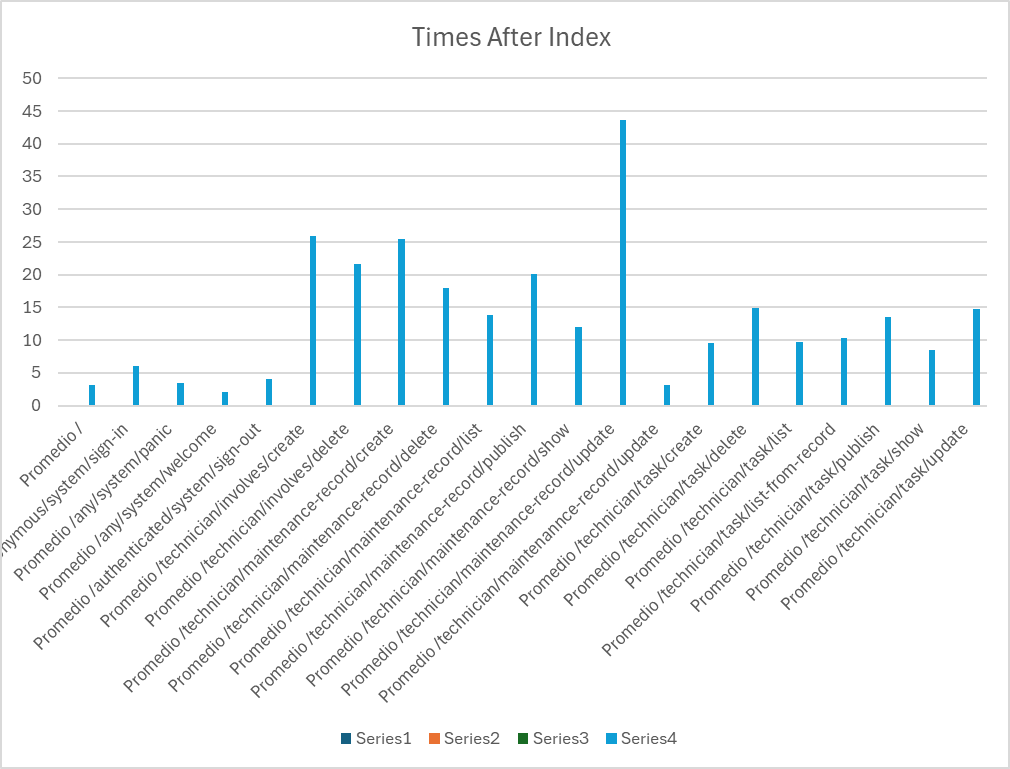 Times After Index
50
45
40
35
30
25
20
15
10
5
0
Promedio /
nymous/system/sign-in
Promedio /any/system/panic
Promedio /any/system/welcome
Promedio /authenticated/system/sign-out
Promedio /technician/involves/create
Promedio /technician/involves/delete
Promedio /technician/maintenance-record/create
Promedio /technician/maintenance-record/delete
Promedio /technician/maintenance-record/list
Promedio /technician/maintenance-record/publish
Promedio /technician/maintenance-record/show
Promedio /technician/maintenance-record/update
Promedio /technician/maintenannce-record/update
Promedio /technician/task/create
Promedio /technician/task/delete
Promedio /technician/task/list
Promedio /technician/task/list-from-record
Promedio /technician/task/publish
Promedio /technician/task/show
Promedio /technician/task/update
Series1 Series2 Series3 Series4